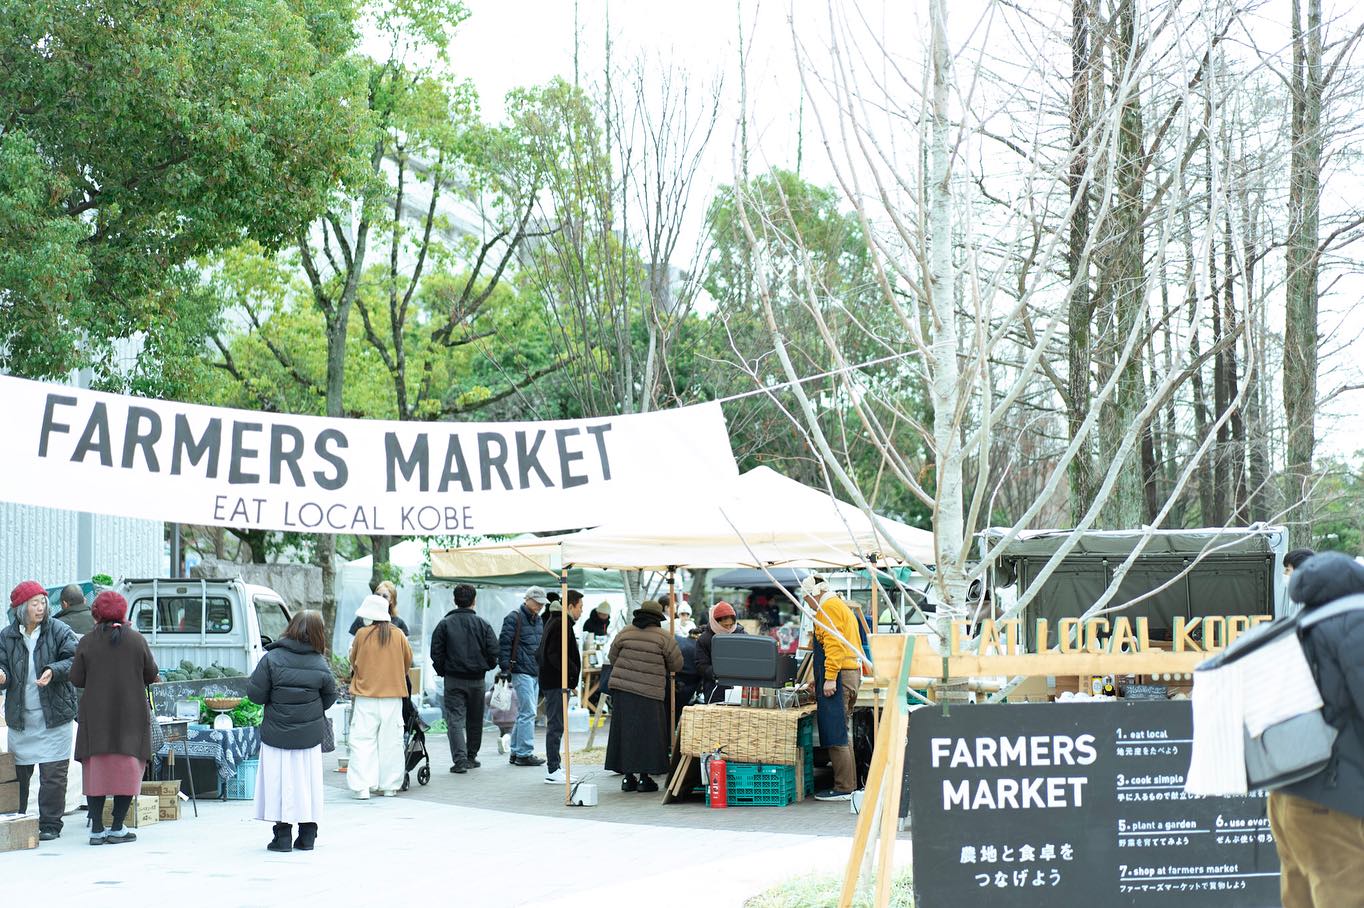 FARMERS MARKET
EAT LOCAL KOBE
EAT LOCAL KOBE
FARMERS
MARKET
農地と食卓を
つなげよう
1. eat local
地元産をたべよう
3. cook simple
手に入るもので献立
5. plant a garden
野菜を育ててみよう
6. use every
ぜんぶ使い切ろ
7. shop at farmers market
ファーマーズマーケットで買物しよう